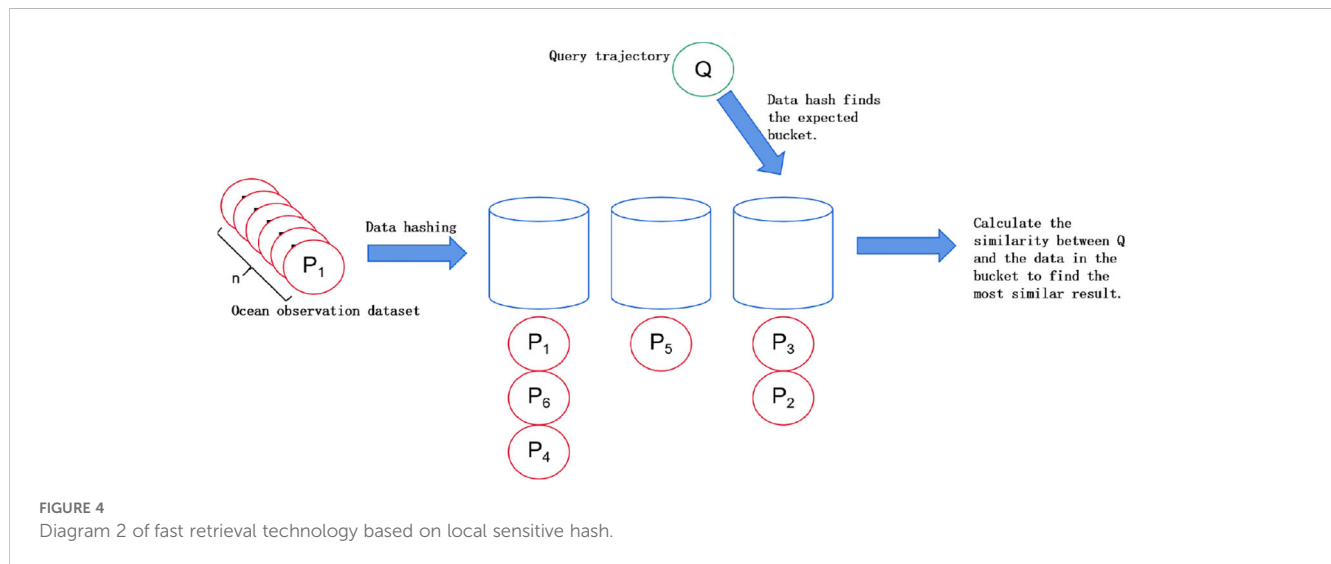 Query trajectory
Q
Data hash finds
the expected
bucket.
Data hashing
P1
n
Ocean observation dataset
Calculate the
similarity between Q
and the data in the
bucket to find the
most similar result.
P1
P5
P3
P6
P2
P4
FIGURE 4
Diagram 2 of fast retrieval technology based on local sensitive hash.